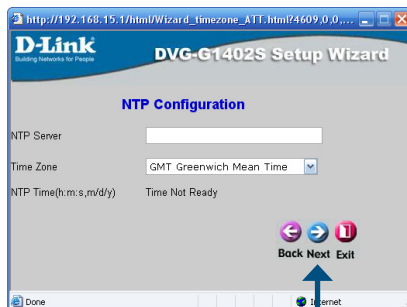 http://192.168.15.1/html/Wizard_timezone_ATT.html?4609,0,0,...
D-Link
Building Networks for People
DVG-G1402S Setup Wizard
NTP Configuration
NTP Server
Time Zone GMT Greenwich Mean Time
NTP Time(h:m:s,m/d/y) Time Not Ready
Back Next Exit
Done Internet